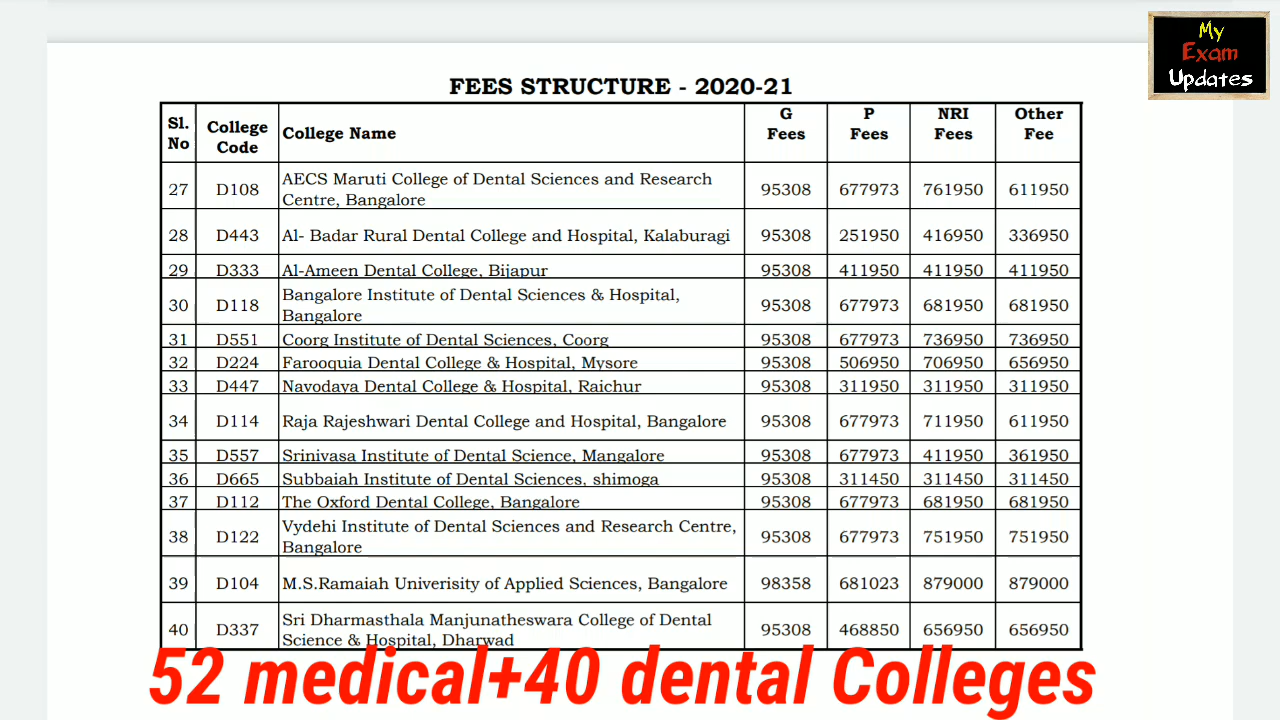 My
Exam
Updates
FEES STRUCTURE - 2020-21
Sl. No College Code College Name G Fees P Fees NRI Fees Other Fee
27 D108 AECS Maruti College of Dental Sciences and Research Centre, Bangalore 95308 677973 761950 611950
28 D443 Al- Badar Rural Dental College and Hospital, Kalaburagi 95308 251950 416950 336950
29 D333 Al-Ameen Dental College, Bijapur 95308 411950 411950 411950
30 D118 Bangalore Institute of Dental Sciences & Hospital, Bangalore 95308 677973 681950 681950
31 D551 Coorg Institute of Dental Sciences, Coorg 95308 677973 736950 736950
32 D224 Farooquia Dental College & Hospital, Mysore 95308 506950 706950 656950
33 D447 Navodaya Dental College & Hospital, Raichur 95308 311950 311950 311950
34 D114 Raja Rajeshwari Dental College and Hospital, Bangalore 95308 677973 711950 611950
35 D557 Srinivasa Institute of Dental Science, Mangalore 95308 677973 411950 361950
36 D665 Subbaiah Institute of Dental Sciences, shimoga 95308 311450 311450 311450
37 D112 The Oxford Dental College, Bangalore 95308 677973 681950 681950
38 D122 Vydehi Institute of Dental Sciences and Research Centre, Bangalore 95308 677973 751950 751950
39 D104 M.S.Ramaiah Univerisity of Applied Sciences, Bangalore 98358 681023 879000 879000
40 D337 Sri Dharmasthala Manjunatheswara College of Dental Science & Hospital, Dharwad 95308 468850 656950 656950
52 medical+40 dental Colleges